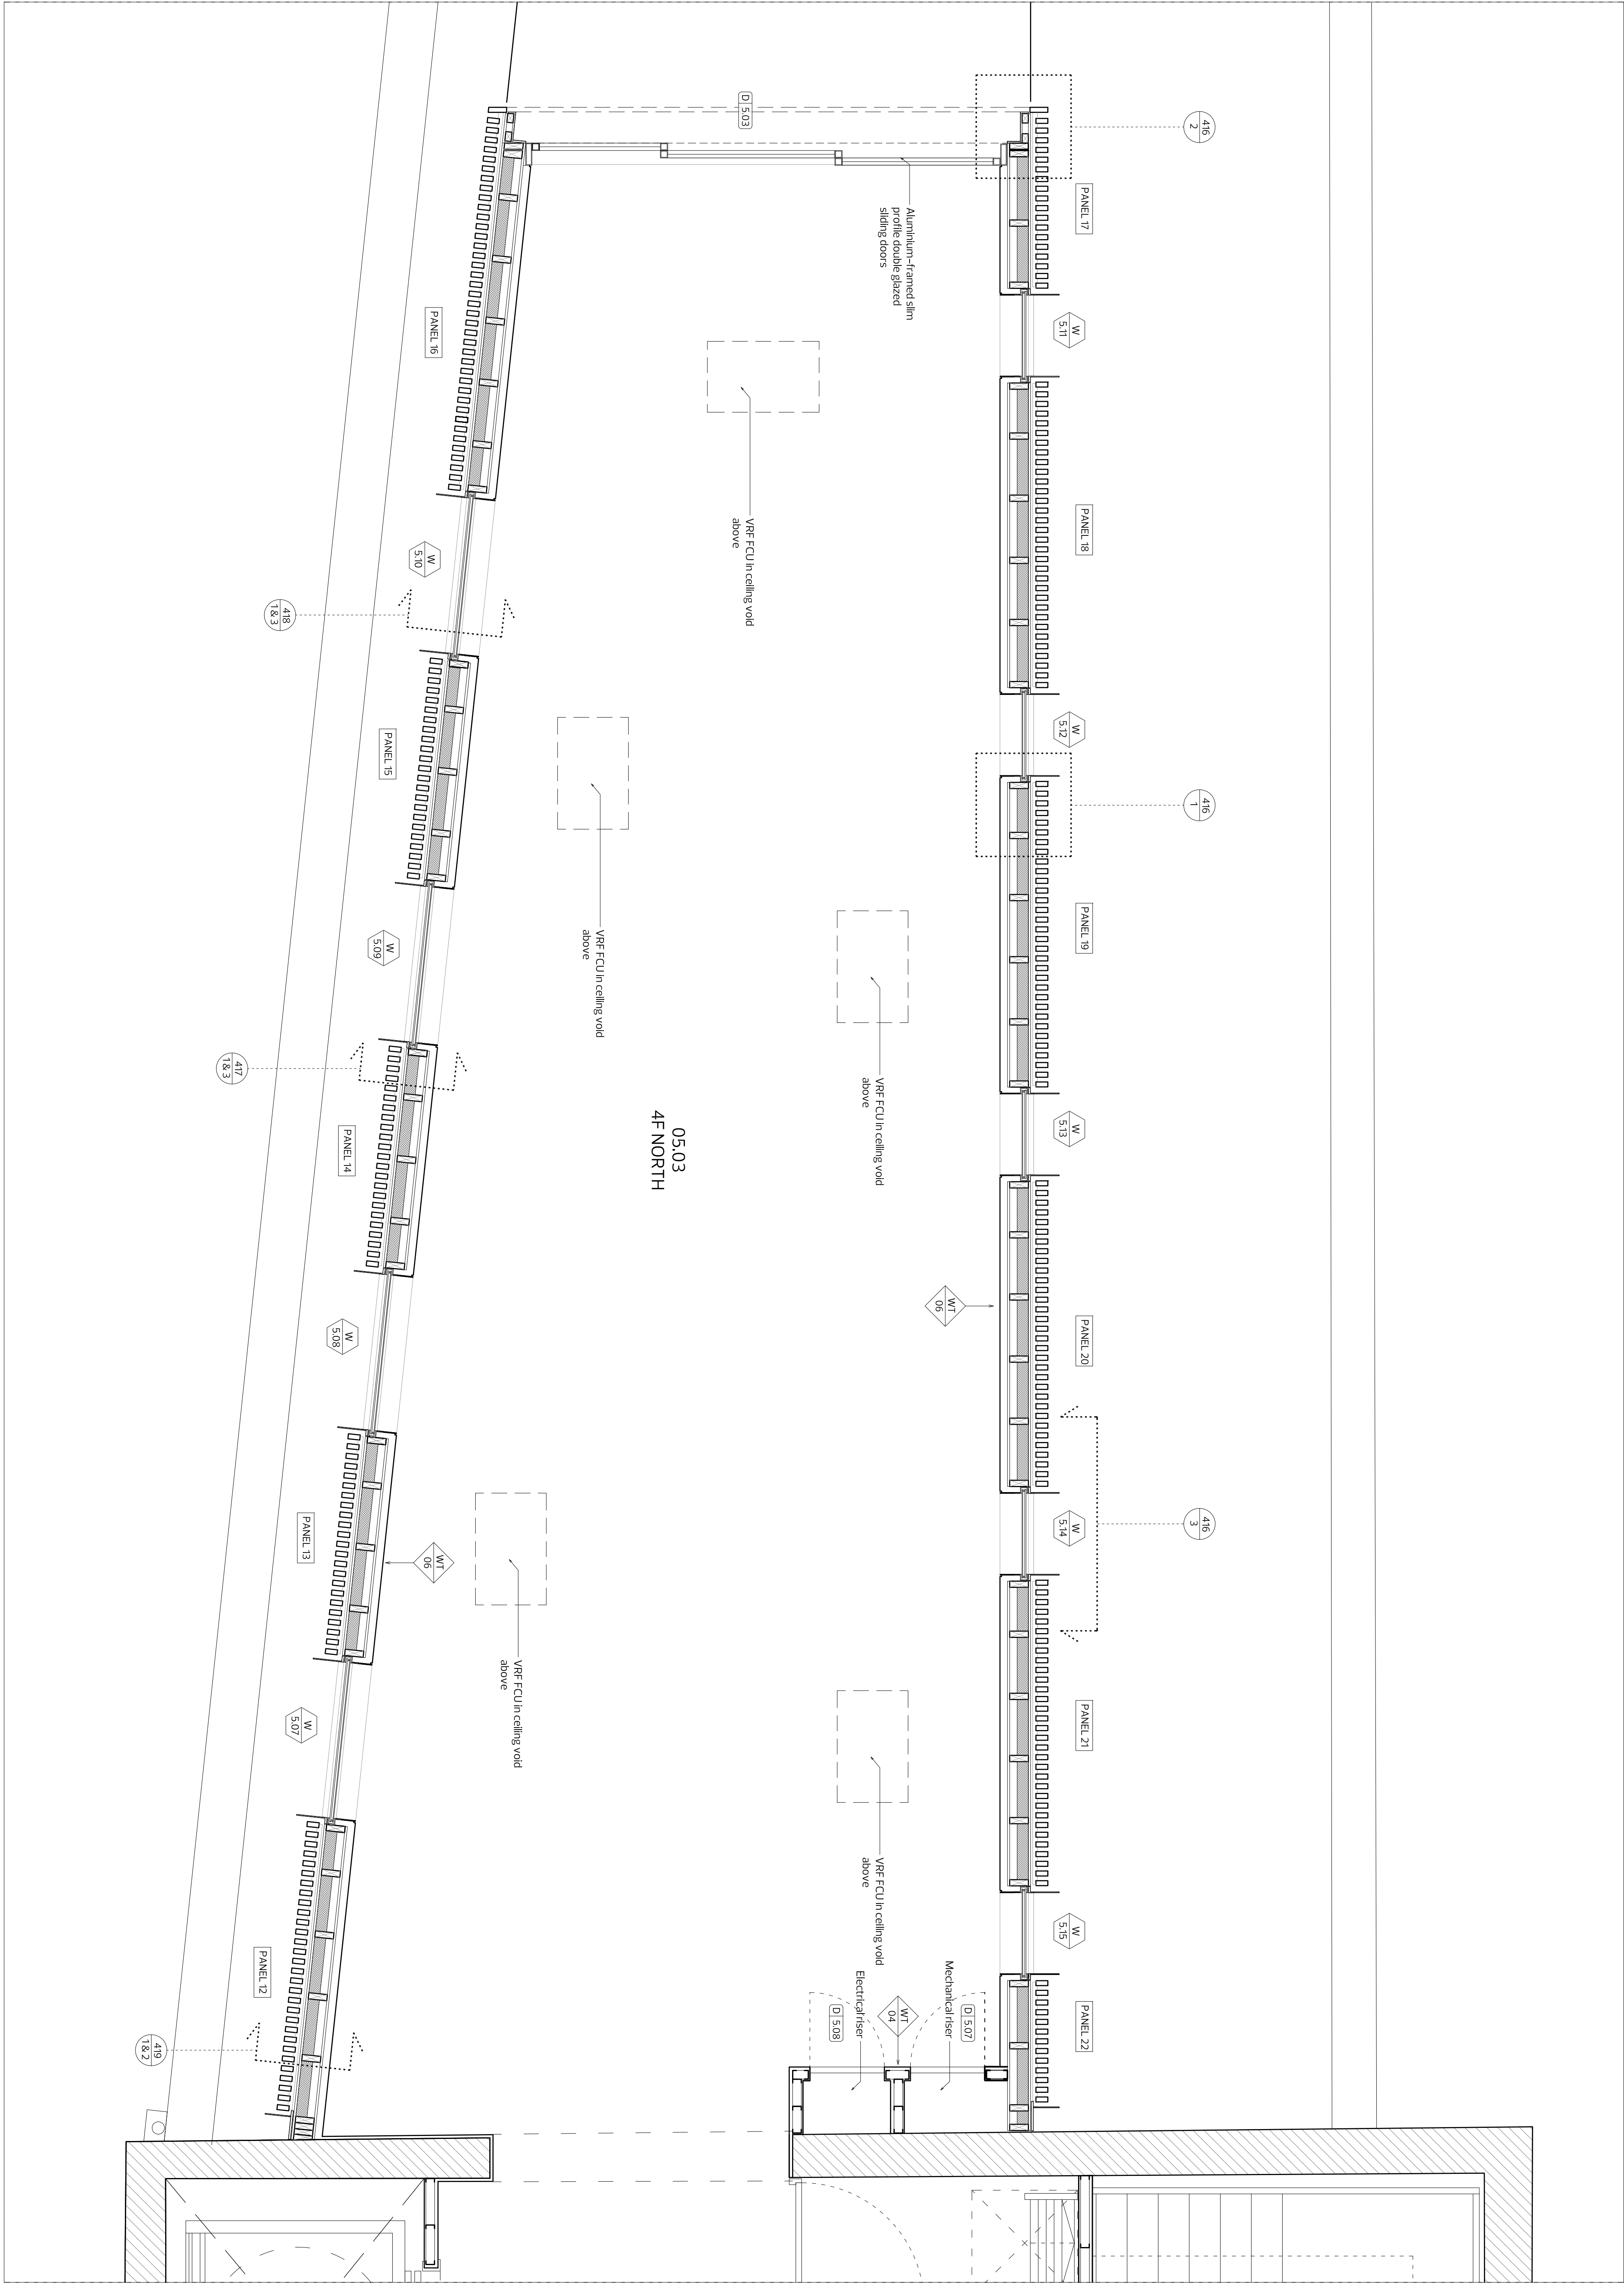 416
2
D 5.03
PANEL 17
Aluminium-framed slim
profile double glazed
sliding doors
W
5.11
PANEL 16
VRF FCU in ceiling void
above
PANEL 18
W
5.10
418
1 & 3
W
5.12
416
1
PANEL 15
VRF FCU in ceiling void
above
PANEL 19
W
5.09
VRF FCU in ceiling void
above
417
1 & 3
W
5.13
05.03
4F NORTH
PANEL 14
WT
06
PANEL 20
W
5.08
416
3
W
5.14
PANEL 13
WT
06
VRF FCU in ceiling void
above
PANEL 21
W
5.07
VRF FCU in ceiling void
above
W
5.15
PANEL 12
Electrical riser
Mechanical riser
D 5.08
WT
04
D 5.07
PANEL 22
419
1 & 2